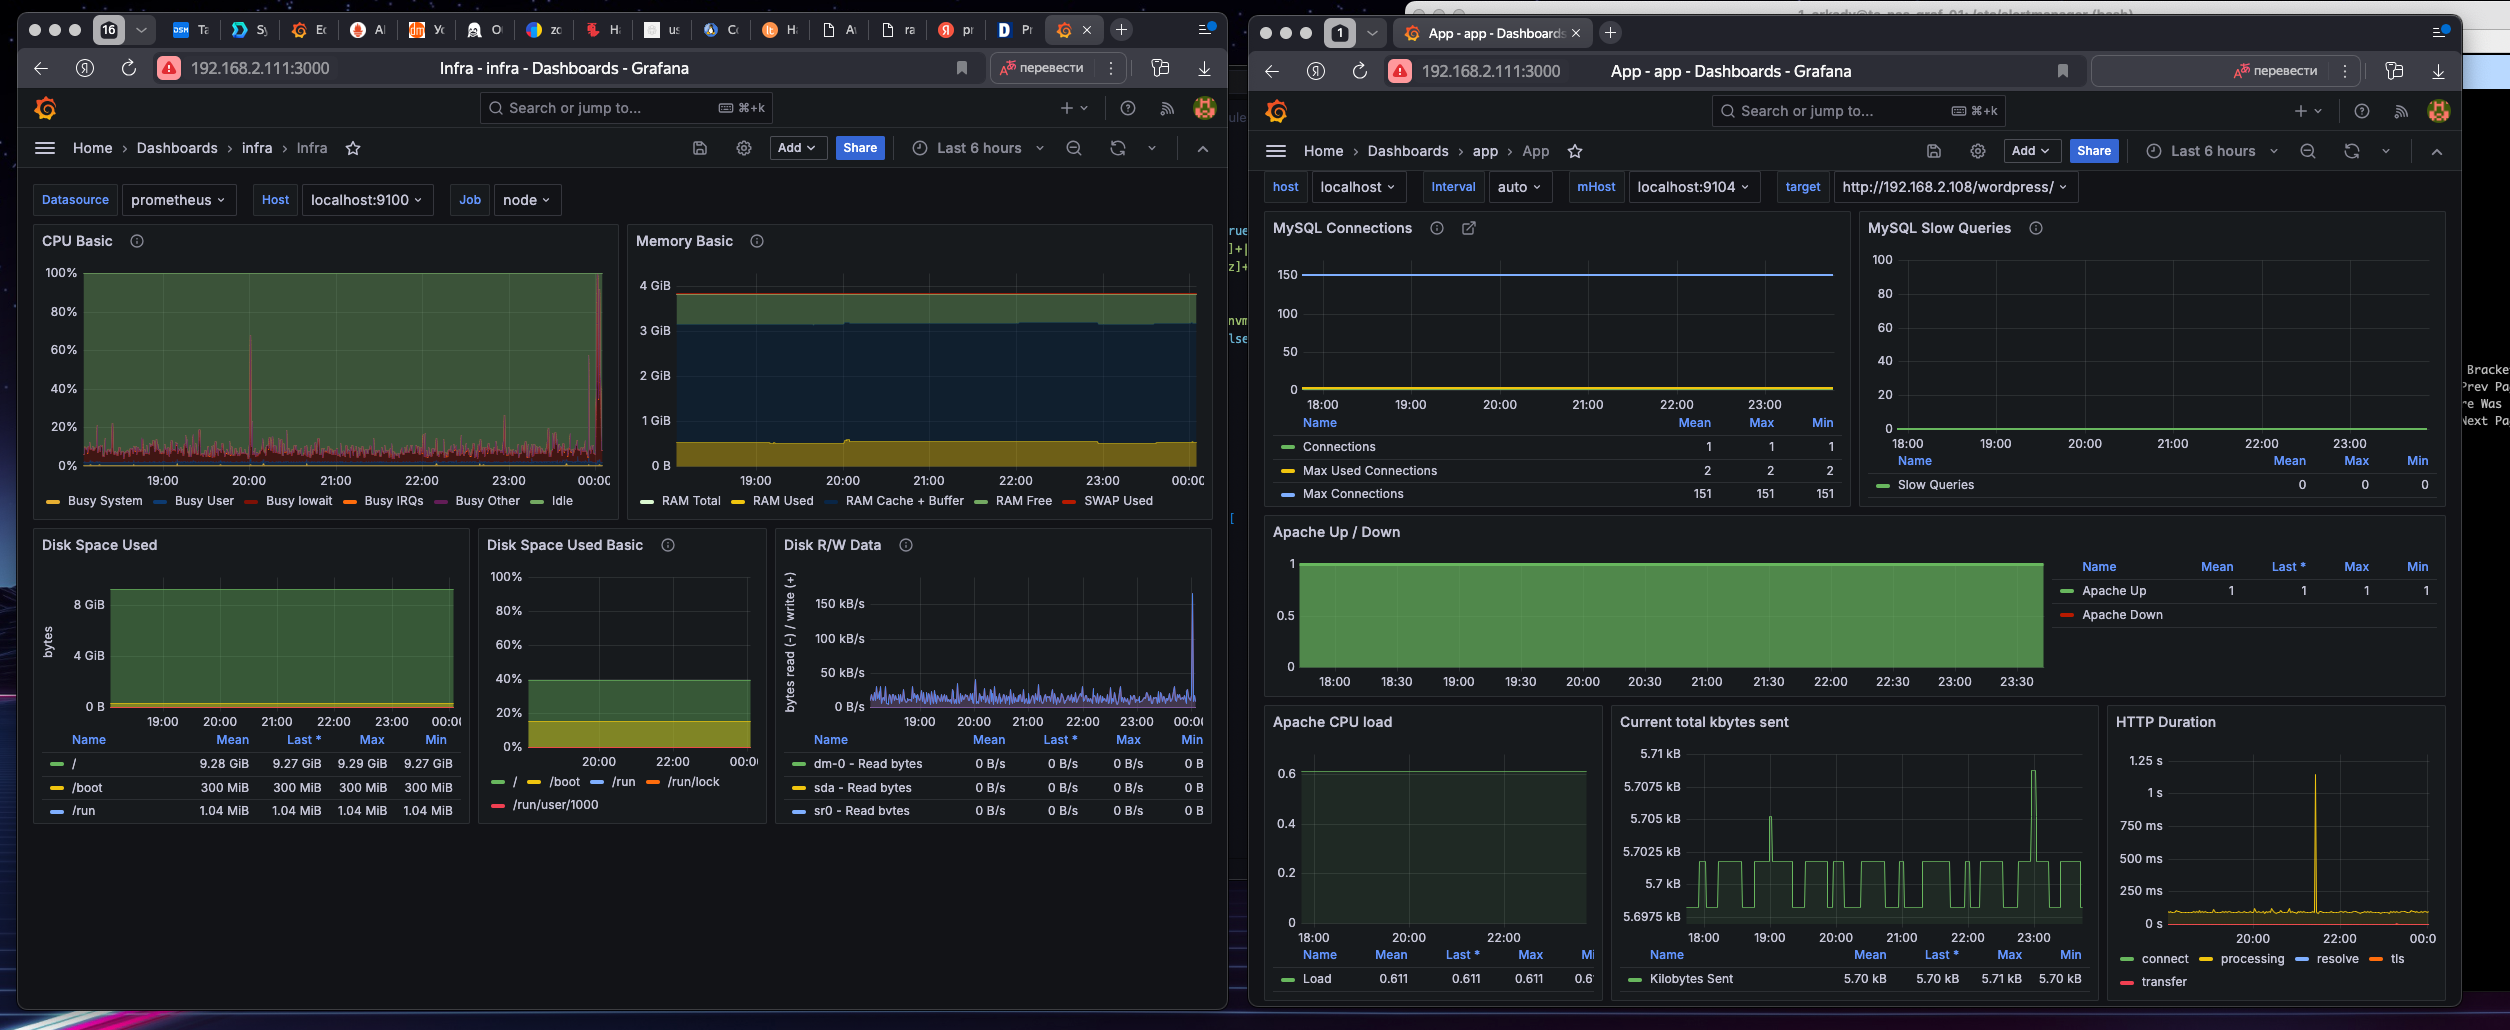 16
192.168.2.111:3000
Infra - infra - Dashboards - Grafana
перевести
Search or jump to...
⌘+k
Home › Dashboards › infra › Infra
Add
Share
Last 6 hours
Datasource
prometheus
Host
localhost:9100
Job
node
CPU Basic
100%
80%
60%
40%
20%
0%
19:00 20:00 21:00 22:00 23:00 00:00
Busy System Busy User Busy Iowait Busy IRQs Busy Other Idle
Memory Basic
4 GiB
3 GiB
2 GiB
1 GiB
0 B
19:00 20:00 21:00 22:00 23:00 00:00
RAM Total RAM Used RAM Cache + Buffer RAM Free SWAP Used
Disk Space Used
bytes
8 GiB
4 GiB
0 B
19:00 20:00 21:00 22:00 23:00 00:00
Name Mean Last * Max Min
/ 9.28 GiB 9.27 GiB 9.29 GiB 9.27 GiB
/boot 300 MiB 300 MiB 300 MiB 300 MiB
/run 1.04 MiB 1.04 MiB 1.04 MiB 1.04 MiB
Disk Space Used Basic
100%
80%
60%
40%
20%
0%
20:00 22:00 00:00
/ /boot /run /run/lock
/run/user/1000
Disk R/W Data
bytes read (-) / write (+)
150 kB/s
100 kB/s
50 kB/s
0 B/s
19:00 20:00 21:00 22:00 23:00 00:00
Name Mean Last * Max Min
dm-0 - Read bytes 0 B/s 0 B/s 0 B/s 0 B
sda - Read bytes 0 B/s 0 B/s 0 B/s 0 B
sr0 - Read bytes 0 B/s 0 B/s 0 B/s 0 B
1
App - app - Dashboards
192.168.2.111:3000
App - app - Dashboards - Grafana
перевести
Search or jump to...
⌘+k
Home › Dashboards › app › App
Add
Share
Last 6 hours
host
localhost
Interval
auto
mHost
localhost:9104
target
http://192.168.2.108/wordpress/
MySQL Connections
150
100
50
0
18:00 19:00 20:00 21:00 22:00 23:00
Name Mean Max Min
Connections 1 1 1
Max Used Connections 2 2 2
Max Connections 151 151 151
MySQL Slow Queries
100
80
60
40
20
0
18:00 19:00 20:00 21:00 22:00 23:00
Name Mean Max Min
Slow Queries 0 0 0
Apache Up / Down
1
0.5
0
18:00 18:30 19:00 19:30 20:00 20:30 21:00 21:30 22:00 22:30 23:00 23:30
Name Mean Last * Max Min
Apache Up 1 1 1 1
Apache Down
Apache CPU load
0.6
0.4
0.2
0
18:00 20:00 22:00
Name Mean Last * Max Mi
Load 0.611 0.611 0.611 0.6
Current total kbytes sent
5.71 kB
5.7075 kB
5.705 kB
5.7025 kB
5.7 kB
5.6975 kB
18:00 19:00 20:00 21:00 22:00 23:00
Name Mean Last * Max Min
Kilobytes Sent 5.70 kB 5.70 kB 5.71 kB 5.70 kB
HTTP Duration
1.25 s
1 s
750 ms
500 ms
250 ms
0 s
20:00 22:00 00:0
connect processing resolve tls
transfer
Bracke
Prev Pa
re Was
Next Pa